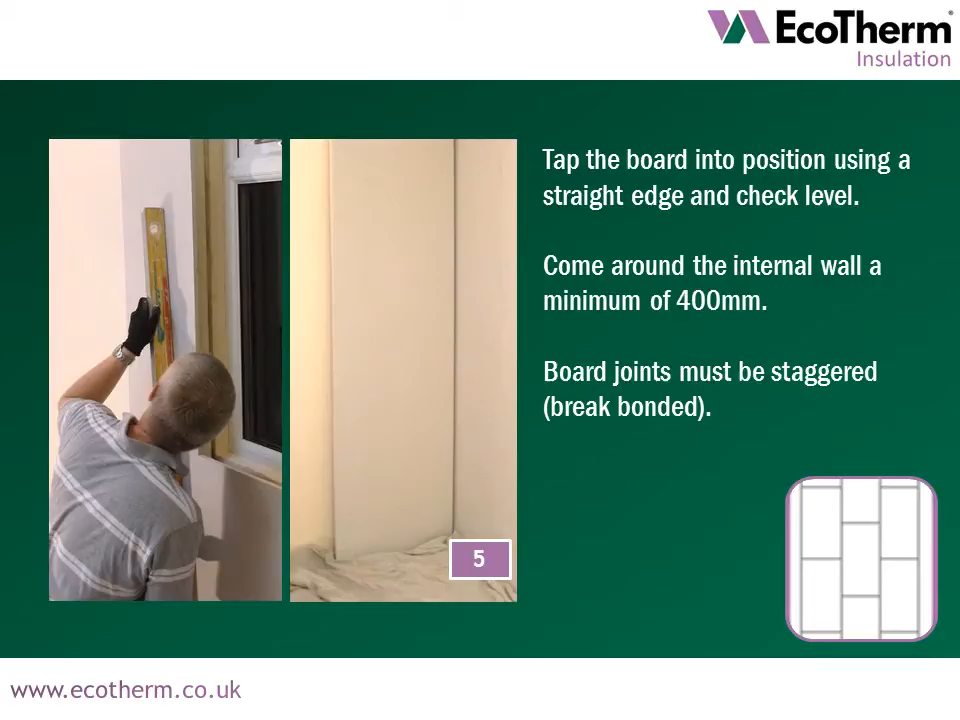 EcoTherm®
Insulation
Tap the board into position using a
straight edge and check level.
Come around the internal wall a
minimum of 400mm.
Board joints must be staggered
(break bonded).
5
www.ecotherm.co.uk